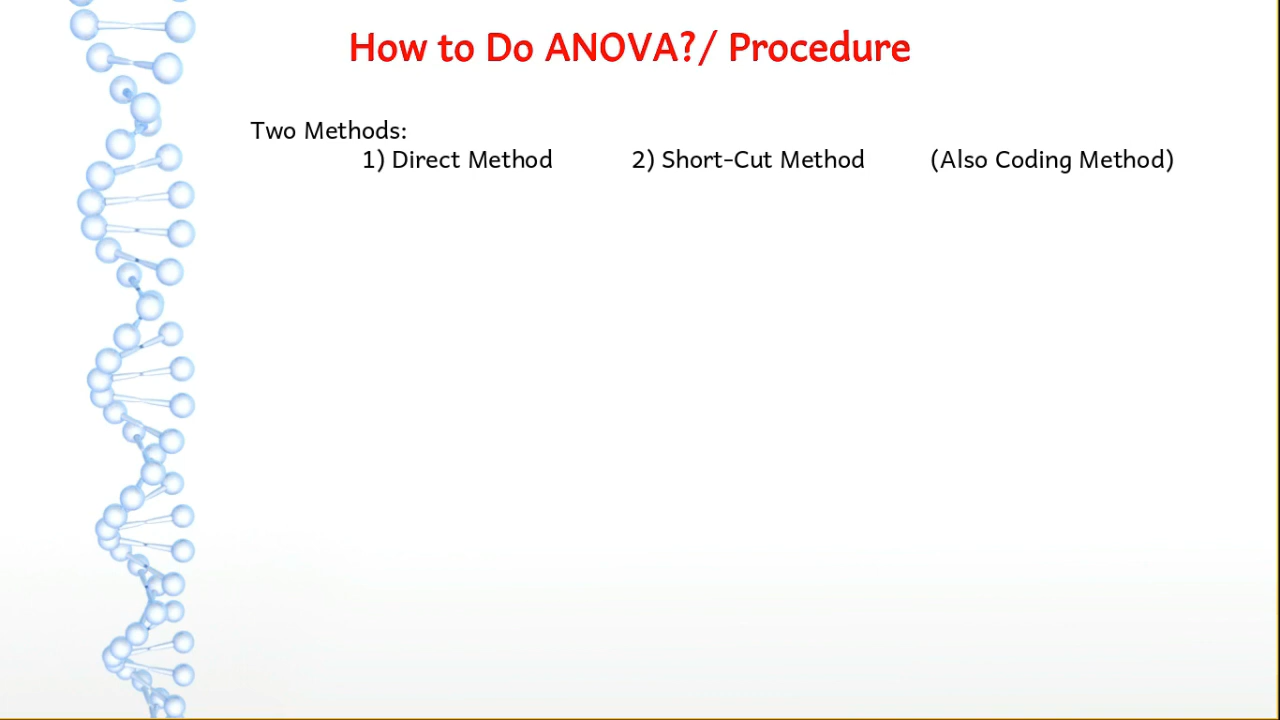 How to Do ANOVA?/ Procedure
Two Methods:
1) Direct Method 2) Short-Cut Method (Also Coding Method)